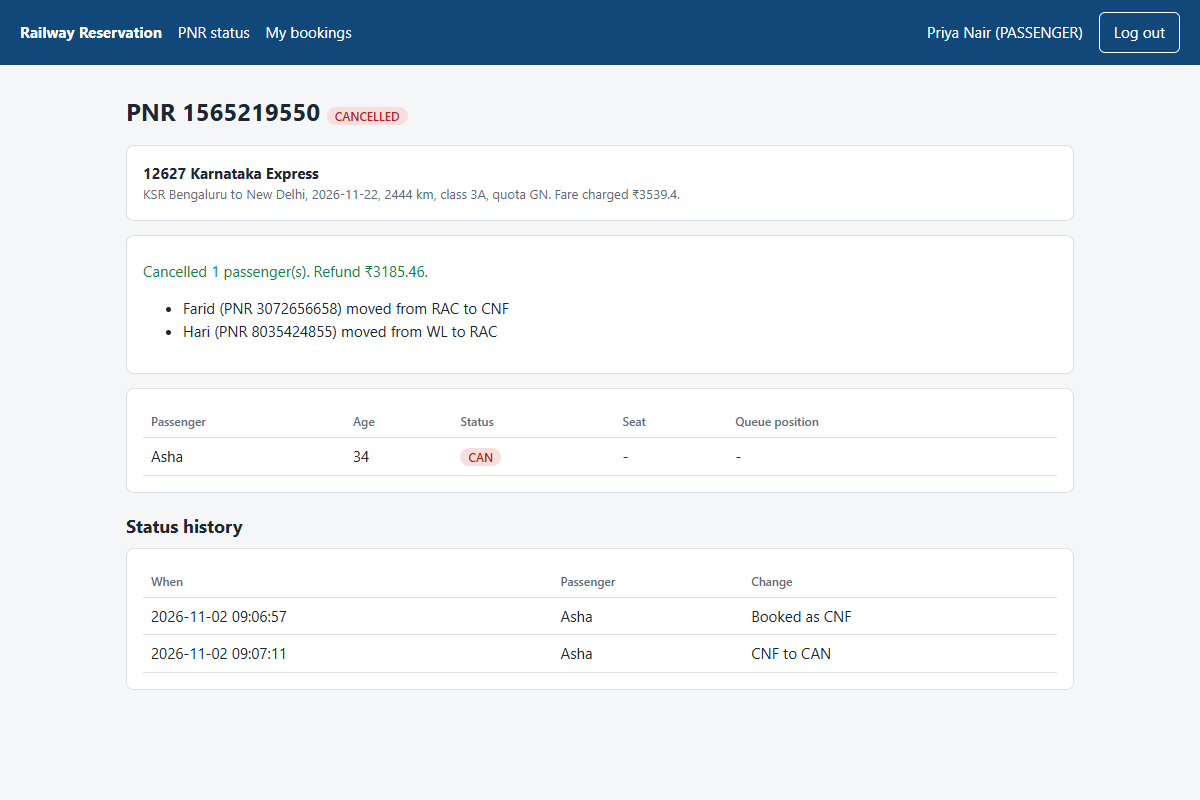 Railway Reservation PNR status My bookings Priya Nair (PASSENGER) Log out
PNR 1565219550 CANCELLED
12627 Karnataka Express
KSR Bengaluru to New Delhi, 2026-11-22, 2444 km, class 3A, quota GN. Fare charged ₹3539.4.
Cancelled 1 passenger(s). Refund ₹3185.46.
• Farid (PNR 3072656658) moved from RAC to CNF
• Hari (PNR 8035424855) moved from WL to RAC
Passenger Age Status Seat Queue position
Asha 34 CAN - -
Status history
When Passenger Change
2026-11-02 09:06:57 Asha Booked as CNF
2026-11-02 09:07:11 Asha CNF to CAN